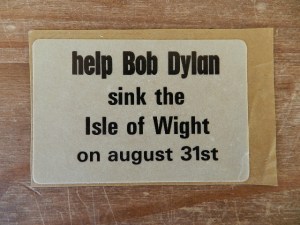 help Bob Dylan
sink the
Isle of Wight
on august 31st